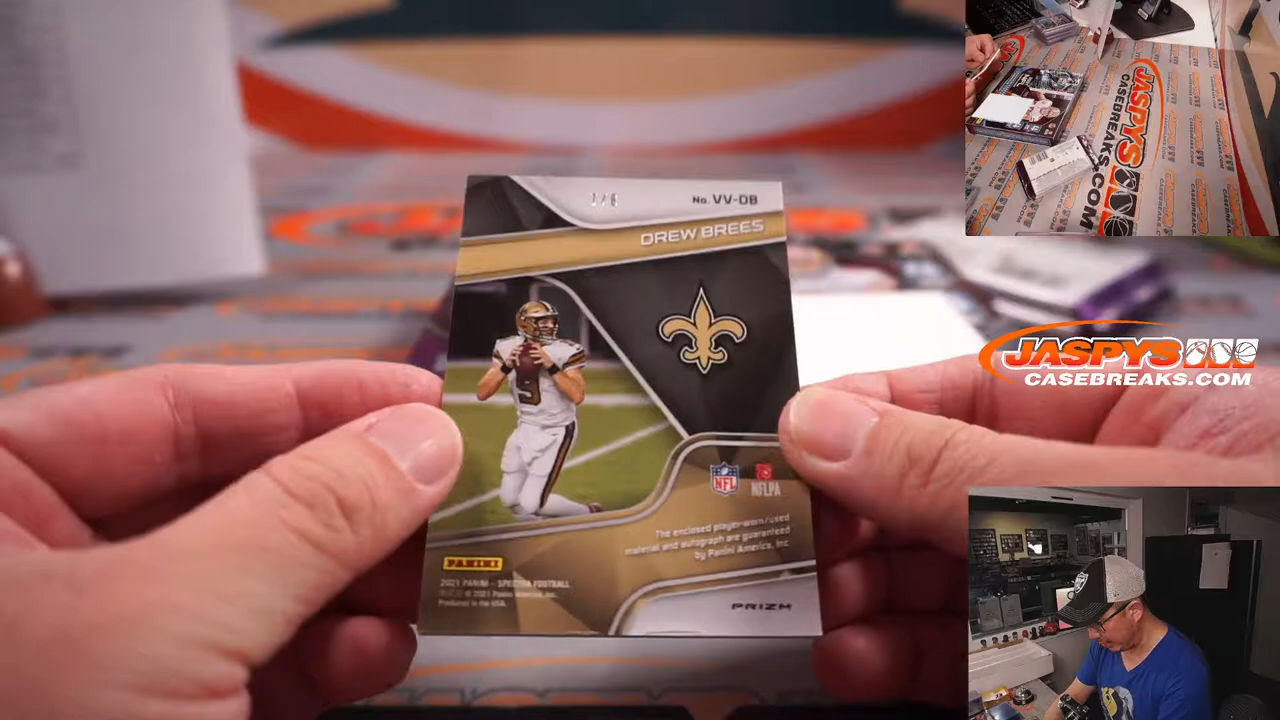 No. VV-DB
DREW BREES
9
NFL
NFLPA
The enclosed player-worn/used
material and autograph are guaranteed
by Panini America, Inc
PANINI
2021 PANINI - SPECTRA FOOTBALL
© 2021 Panini America, Inc.
Produced in the USA.
PRIZM
JASPYS
CASEBREAKS.COM
JASPYS
CASEBREAKS.COM